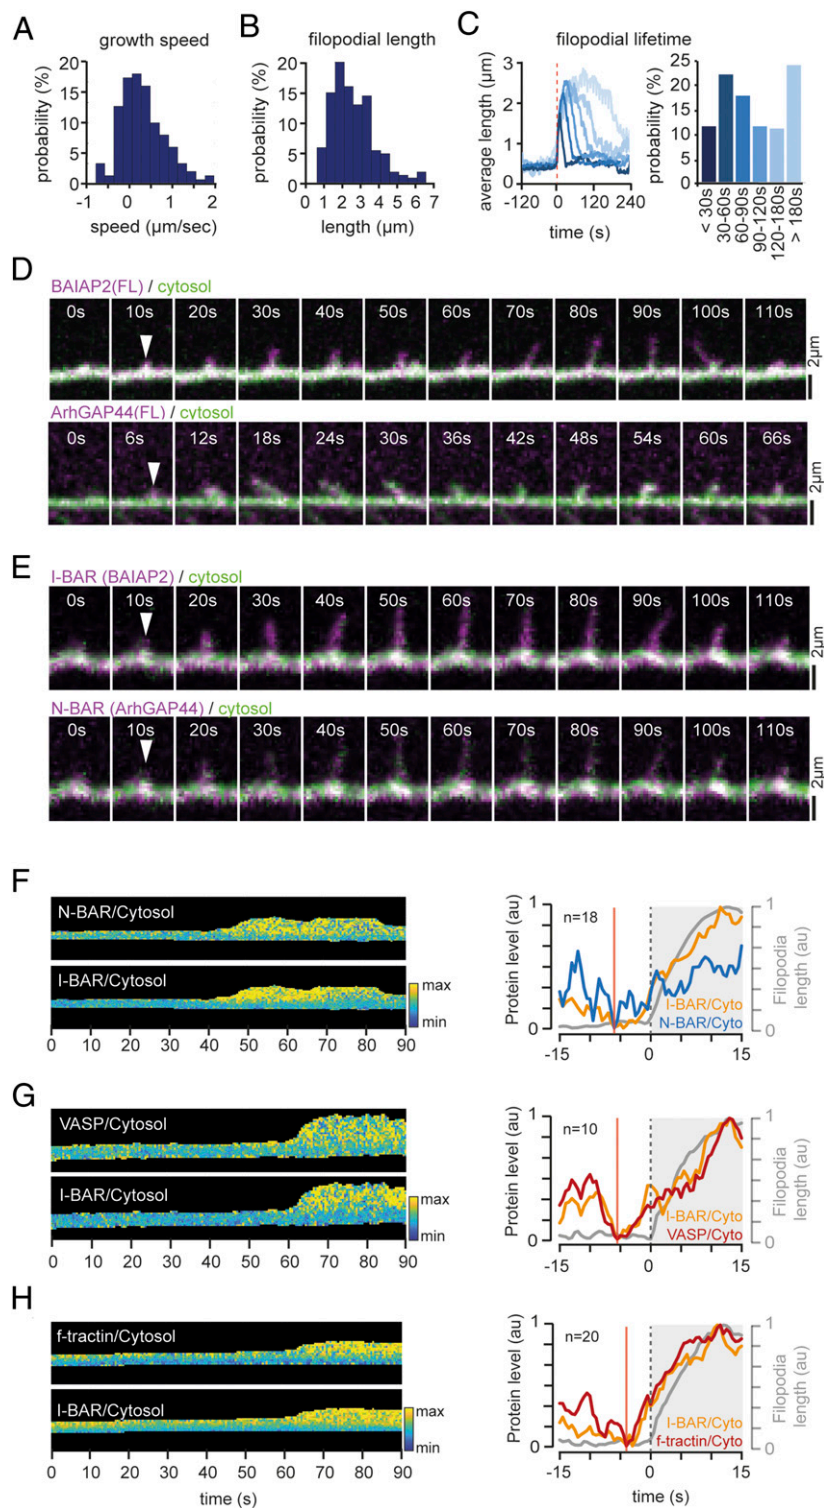 A
growth speed
probability (%)
20
15
10
5
0
-1 0 1 2
speed (µm/sec)
B
filopodial length
probability (%)
20
15
10
5
0
0 1 2 3 4 5 6 7
length (µm)
C
filopodial lifetime
average length (µm)
3
2
1
0
-120 0 120 240
time (s)
probability (%)
25
20
15
10
5
0
< 30s
30-60s
60-90s
90-120s
120-180s
> 180s
D
BAIAP2(FL) / cytosol
0s 10s 20s 30s 40s 50s 60s 70s 80s 90s 100s 110s
2µm
ArhGAP44(FL) / cytosol
0s 6s 12s 18s 24s 30s 36s 42s 48s 54s 60s 66s
2µm
E
I-BAR (BAIAP2) / cytosol
0s 10s 20s 30s 40s 50s 60s 70s 80s 90s 100s 110s
2µm
N-BAR (ArhGAP44) / cytosol
0s 10s 20s 30s 40s 50s 60s 70s 80s 90s 100s 110s
2µm
F
N-BAR/Cytosol
I-BAR/Cytosol
max
min
0 10 20 30 40 50 60 70 80 90
Protein level (au)
1
0
n=18
I-BAR/Cyto
N-BAR/Cyto
-15 0 15
1
0
Filopodia
length (au)
G
VASP/Cytosol
I-BAR/Cytosol
max
min
0 10 20 30 40 50 60 70 80 90
Protein level (au)
1
0
n=10
I-BAR/Cyto
VASP/Cyto
-15 0 15
1
0
Filopodia
length (au)
H
f-tractin/Cytosol
I-BAR/Cytosol
max
min
0 10 20 30 40 50 60 70 80 90
time (s)
Protein level (au)
1
0
n=20
I-BAR/Cyto
f-tractin/Cyto
-15 0 15
time (s)
1
0
Filopodia
length (au)